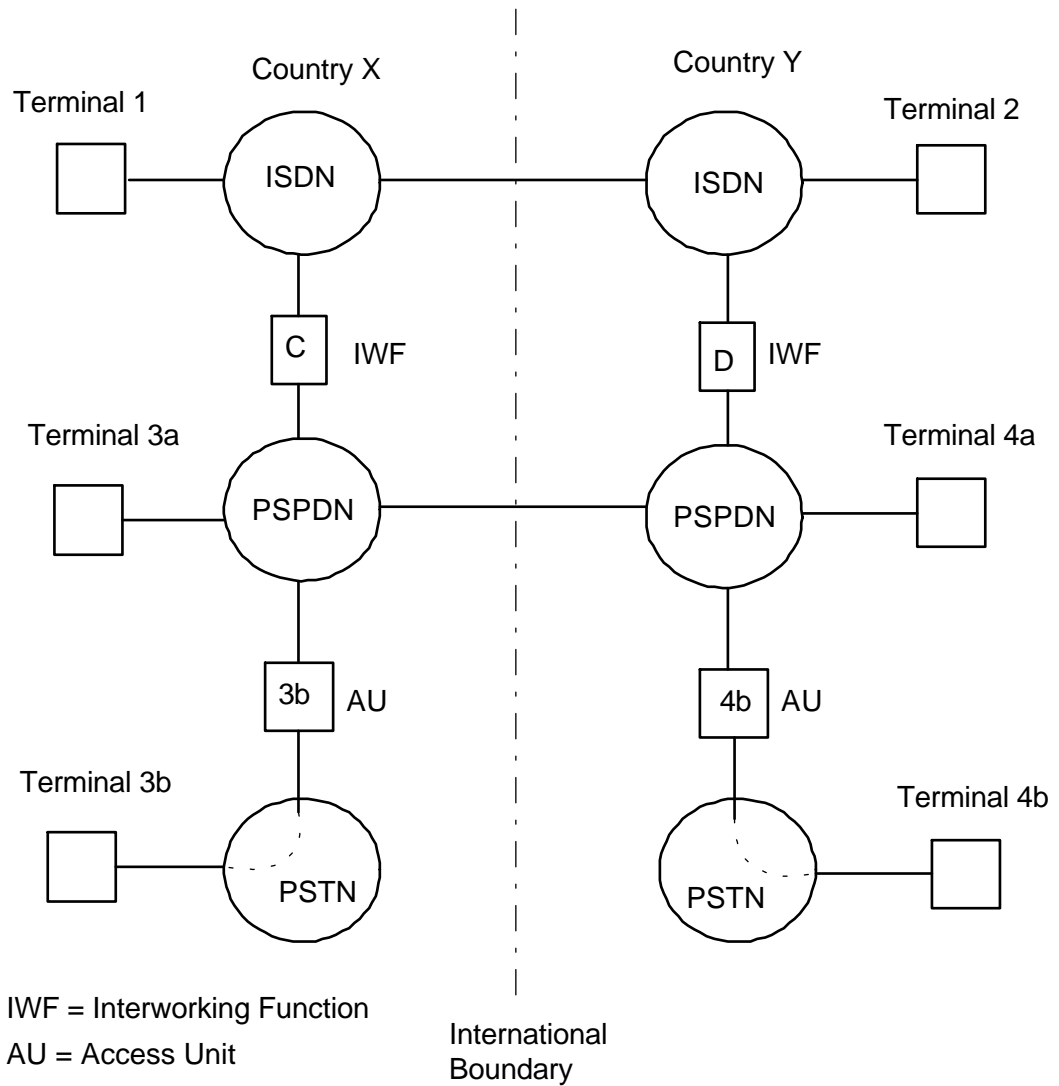 Country X
Country Y
Terminal 1
Terminal 2
ISDN
ISDN
C
IWF
D
IWF
Terminal 3a
Terminal 4a
PSPDN
PSPDN
3b
AU
4b
AU
Terminal 3b
Terminal 4b
PSTN
PSTN
IWF = Interworking Function
AU = Access Unit
International
Boundary